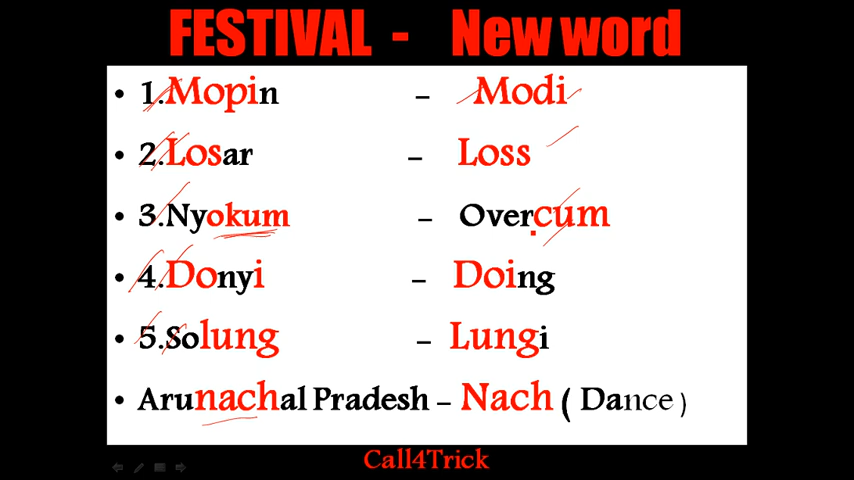 FESTIVAL - New word
• 1.Mopin – Modi
• 2.Losar – Loss
• 3.Nyokum – Overcum
• 4.Donyi – Doing
• 5.Solung – Lungi
• Arunachal Pradesh – Nach ( Dance )
Call4Trick